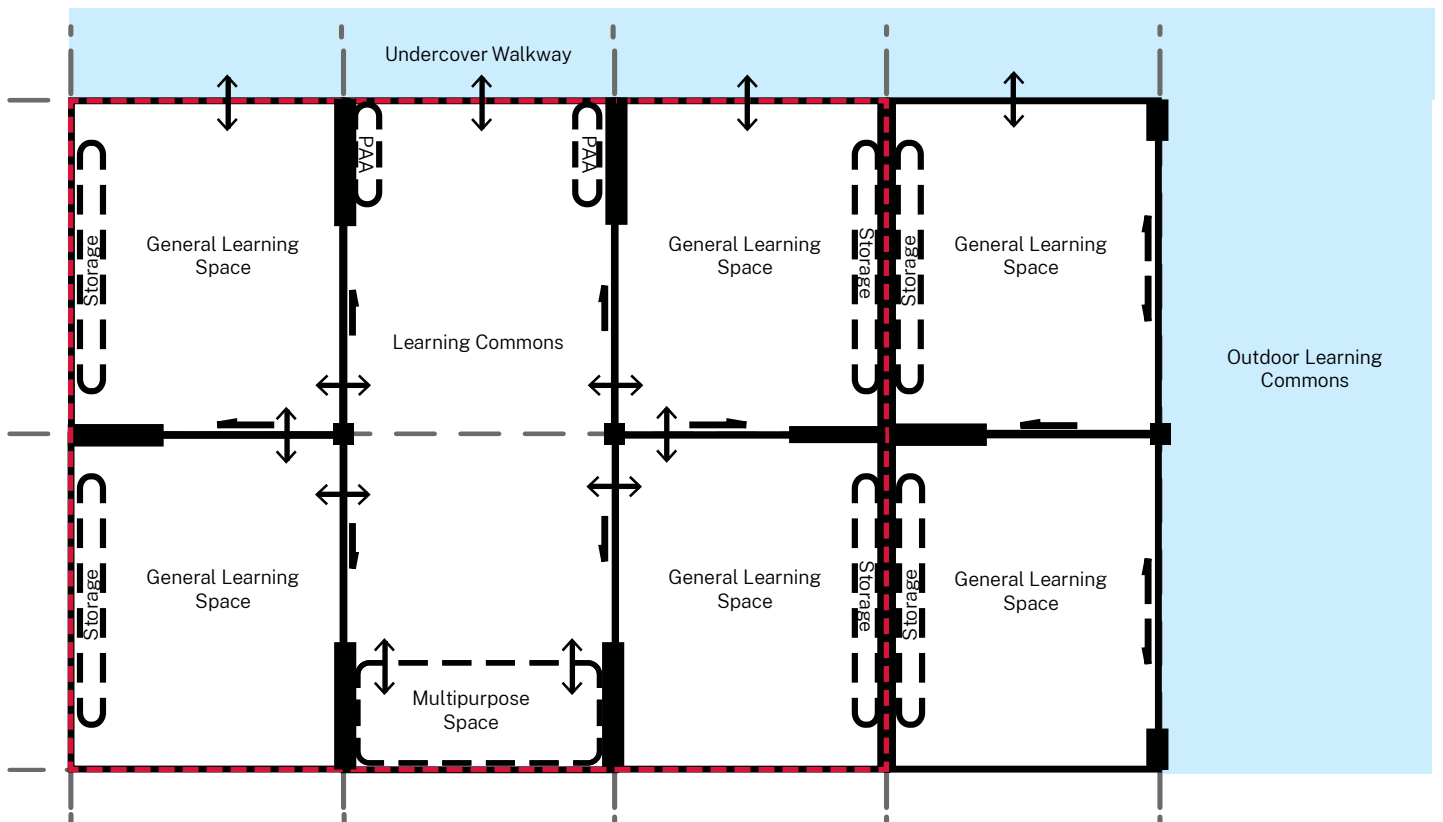 Undercover Walkway
PAA
PAA
Storage
General Learning
Space
General Learning
Space
Storage
Storage
General Learning
Space
Learning Commons
Outdoor Learning
Commons
Storage
General Learning
Space
General Learning
Space
Storage
Storage
General Learning
Space
Multipurpose
Space